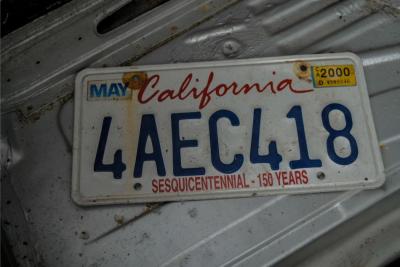 MAY California 2000
4AEC418
SESQUICENTENNIAL - 150 YEARS